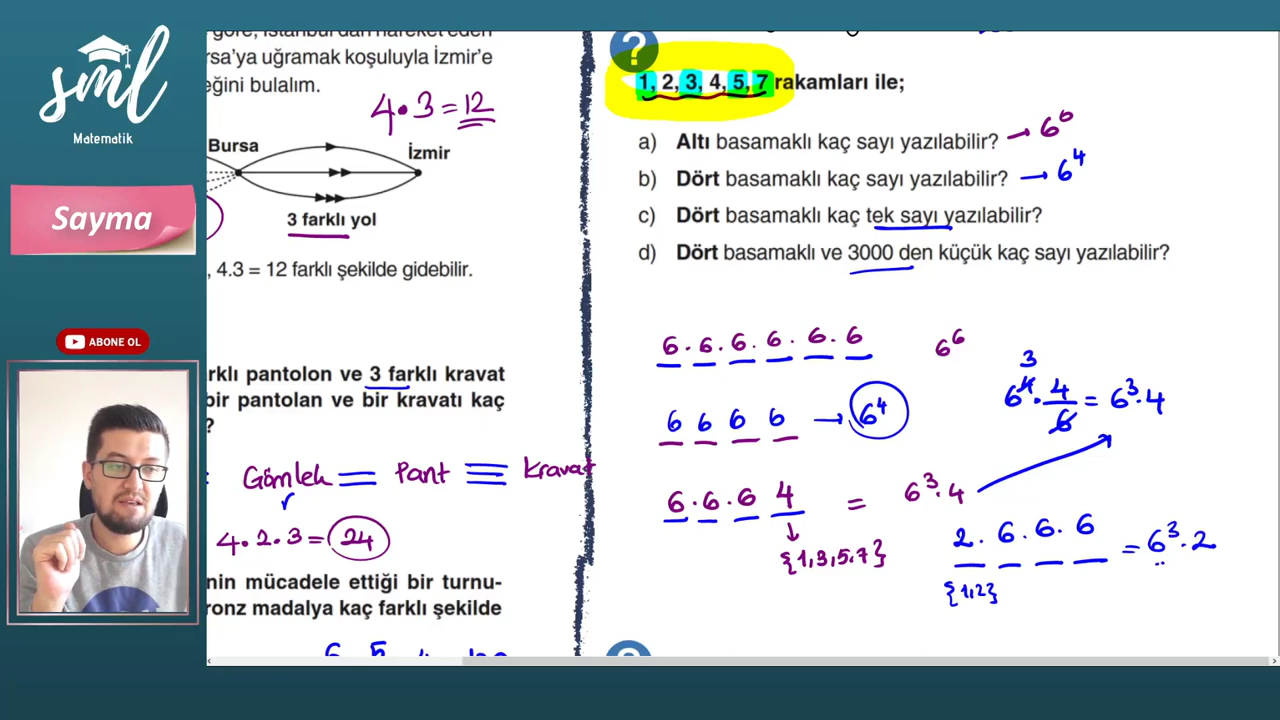 sml
Matematik
Sayma
ABONE OL
göre, İstanbul'dan hareket eden
rsa'ya uğramak koşuluyla İzmir'e
eğini bulalım.
4.3=12
Bursa
İzmir
3 farklı yol
, 4.3 = 12 farklı şekilde gidebilir.
rklı pantolon ve 3 farklı kravat
bir pantolan ve bir kravatı kaç
?
Gömlek
Pant
Kravat
4.2.3=24
nin mücadele ettiği bir turnu-
ronz madalya kaç farklı şekilde
?
1, 2, 3, 4, 5, 7 rakamları ile;
a) Altı basamaklı kaç sayı yazılabilir? → 6⁶
b) Dört basamaklı kaç sayı yazılabilir? → 6⁴
c) Dört basamaklı kaç tek sayı yazılabilir?
d) Dört basamaklı ve 3000 den küçük kaç sayı yazılabilir?
6.6.6.6.6.6 6⁶
6 6 6 6 → 6⁴
3
6⁴.4/6 = 6³.4
6.6.6 4 = 6³.4
{1,3,5.7}
2.6.6.6 = 6³.2
{1,2}